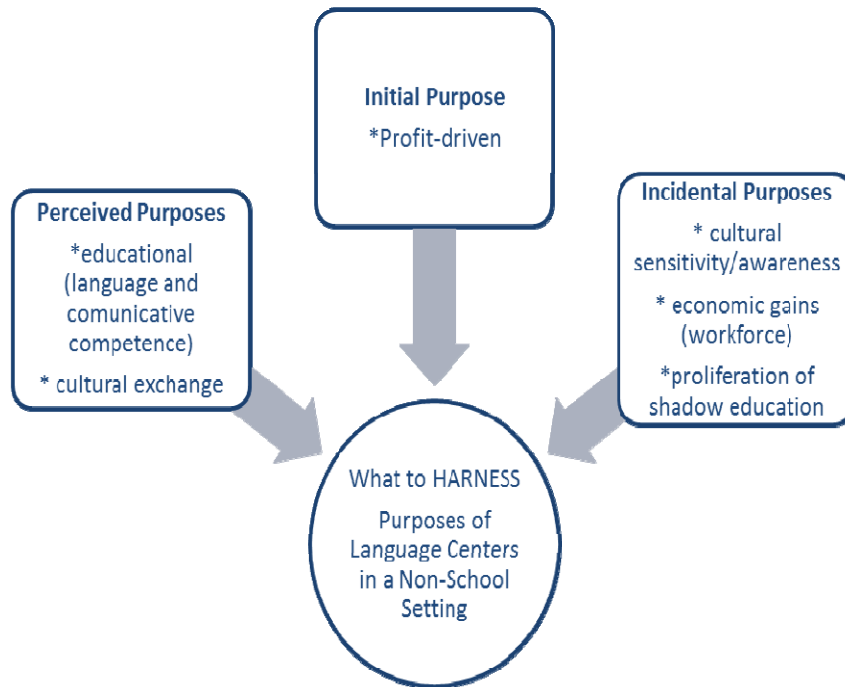 Initial Purpose
*Profit-driven
Perceived Purposes
*educational
(language and
comunicative
competence)
* cultural exchange
Incidental Purposes
* cultural
sensitivity/awareness
* economic gains
(workforce)
*proliferation of
shadow education
What to HARNESS
Purposes of
Language Centers
in a Non-School
Setting